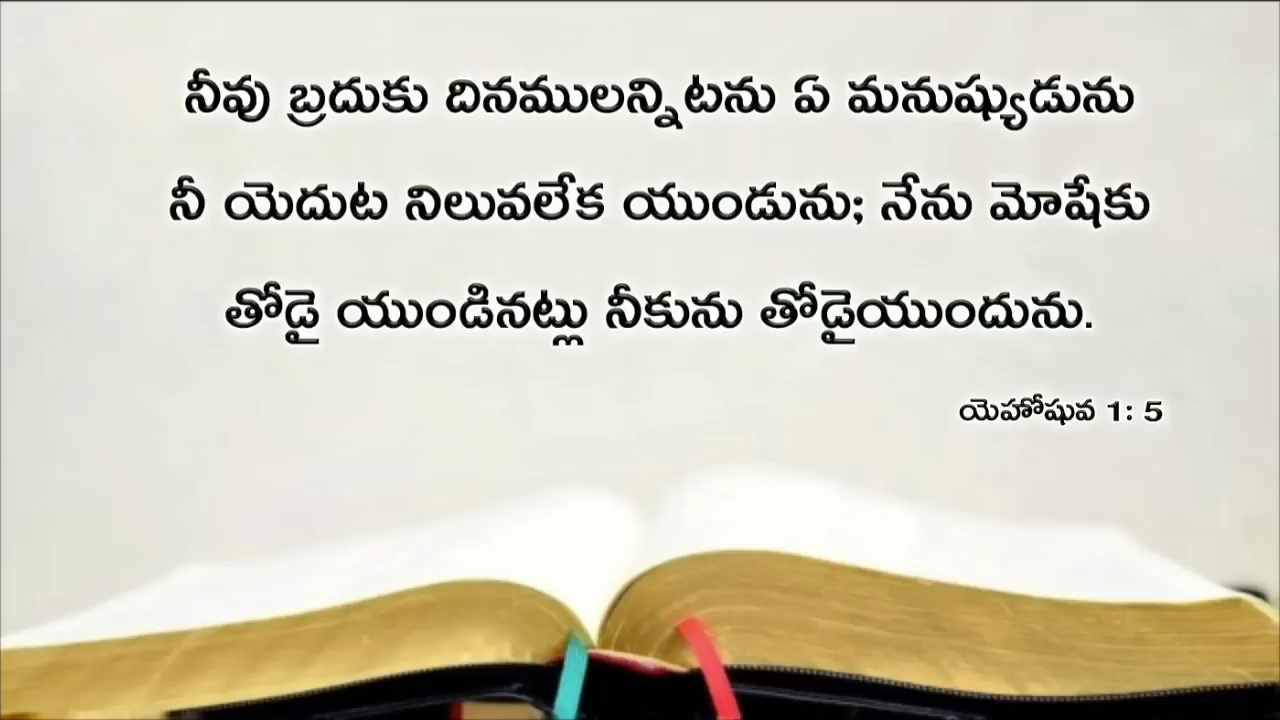 నీవు బ్రదుకు దినములన్నిటను ఏ మనుష్యుడును
నీ యెదుట నిలువలేక యుండును; నేను మోషేకు
తోడై యుండినట్లు నీకును తోడైయుందును.
యెహోషువ 1: 5